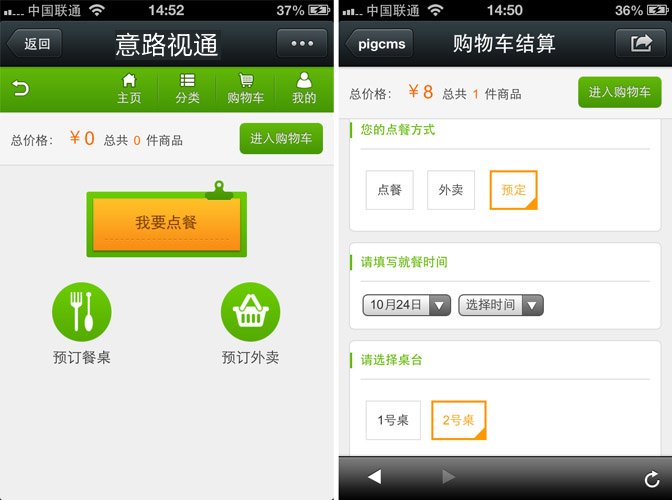 中国联通 14:52 37%
返回 意路视通
主页 分类 购物车 我的
总价格: ￥0 总共 0 件商品 进入购物车
我要点餐
预订餐桌 预订外卖
中国联通 14:50 36%
pigcms 购物车结算
总价格: ￥8 总共 1 件商品 进入购物车
您的点餐方式
点餐 外卖 预定
请填写就餐时间
10月24日 选择时间
请选择桌台
1号桌 2号桌